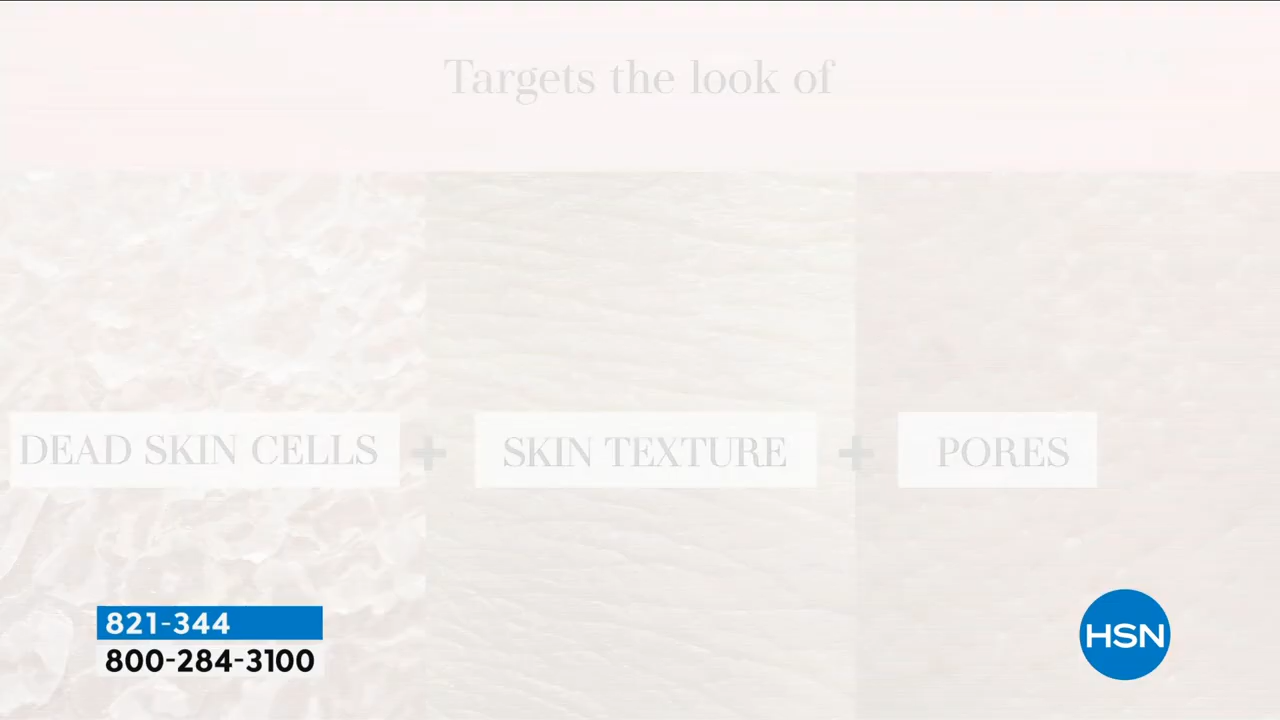 Targets the look of
DEAD SKIN CELLS + SKIN TEXTURE + PORES
821-344
800-284-3100
HSN